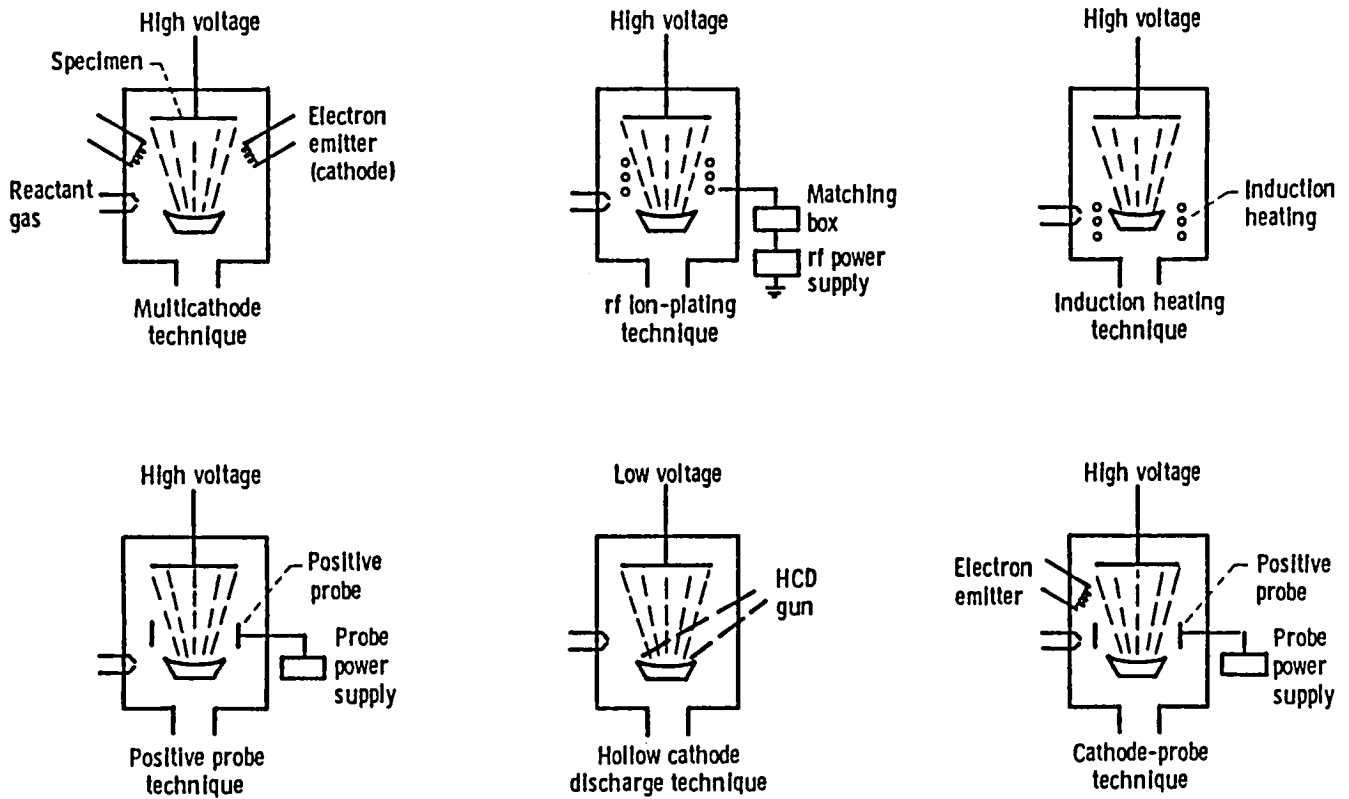 High voltage
Specimen
Electron
emitter
(cathode)
Reactant
gas
Multicathode
technique
High voltage
Matching
box
rf power
supply
rf ion-plating
technique
High voltage
Induction
heating
Induction heating
technique
High voltage
Positive
probe
Probe
power
supply
Positive probe
technique
Low voltage
HCD
gun
Hollow cathode
discharge technique
High voltage
Electron
emitter
Positive
probe
Probe
power
supply
Cathode-probe
technique